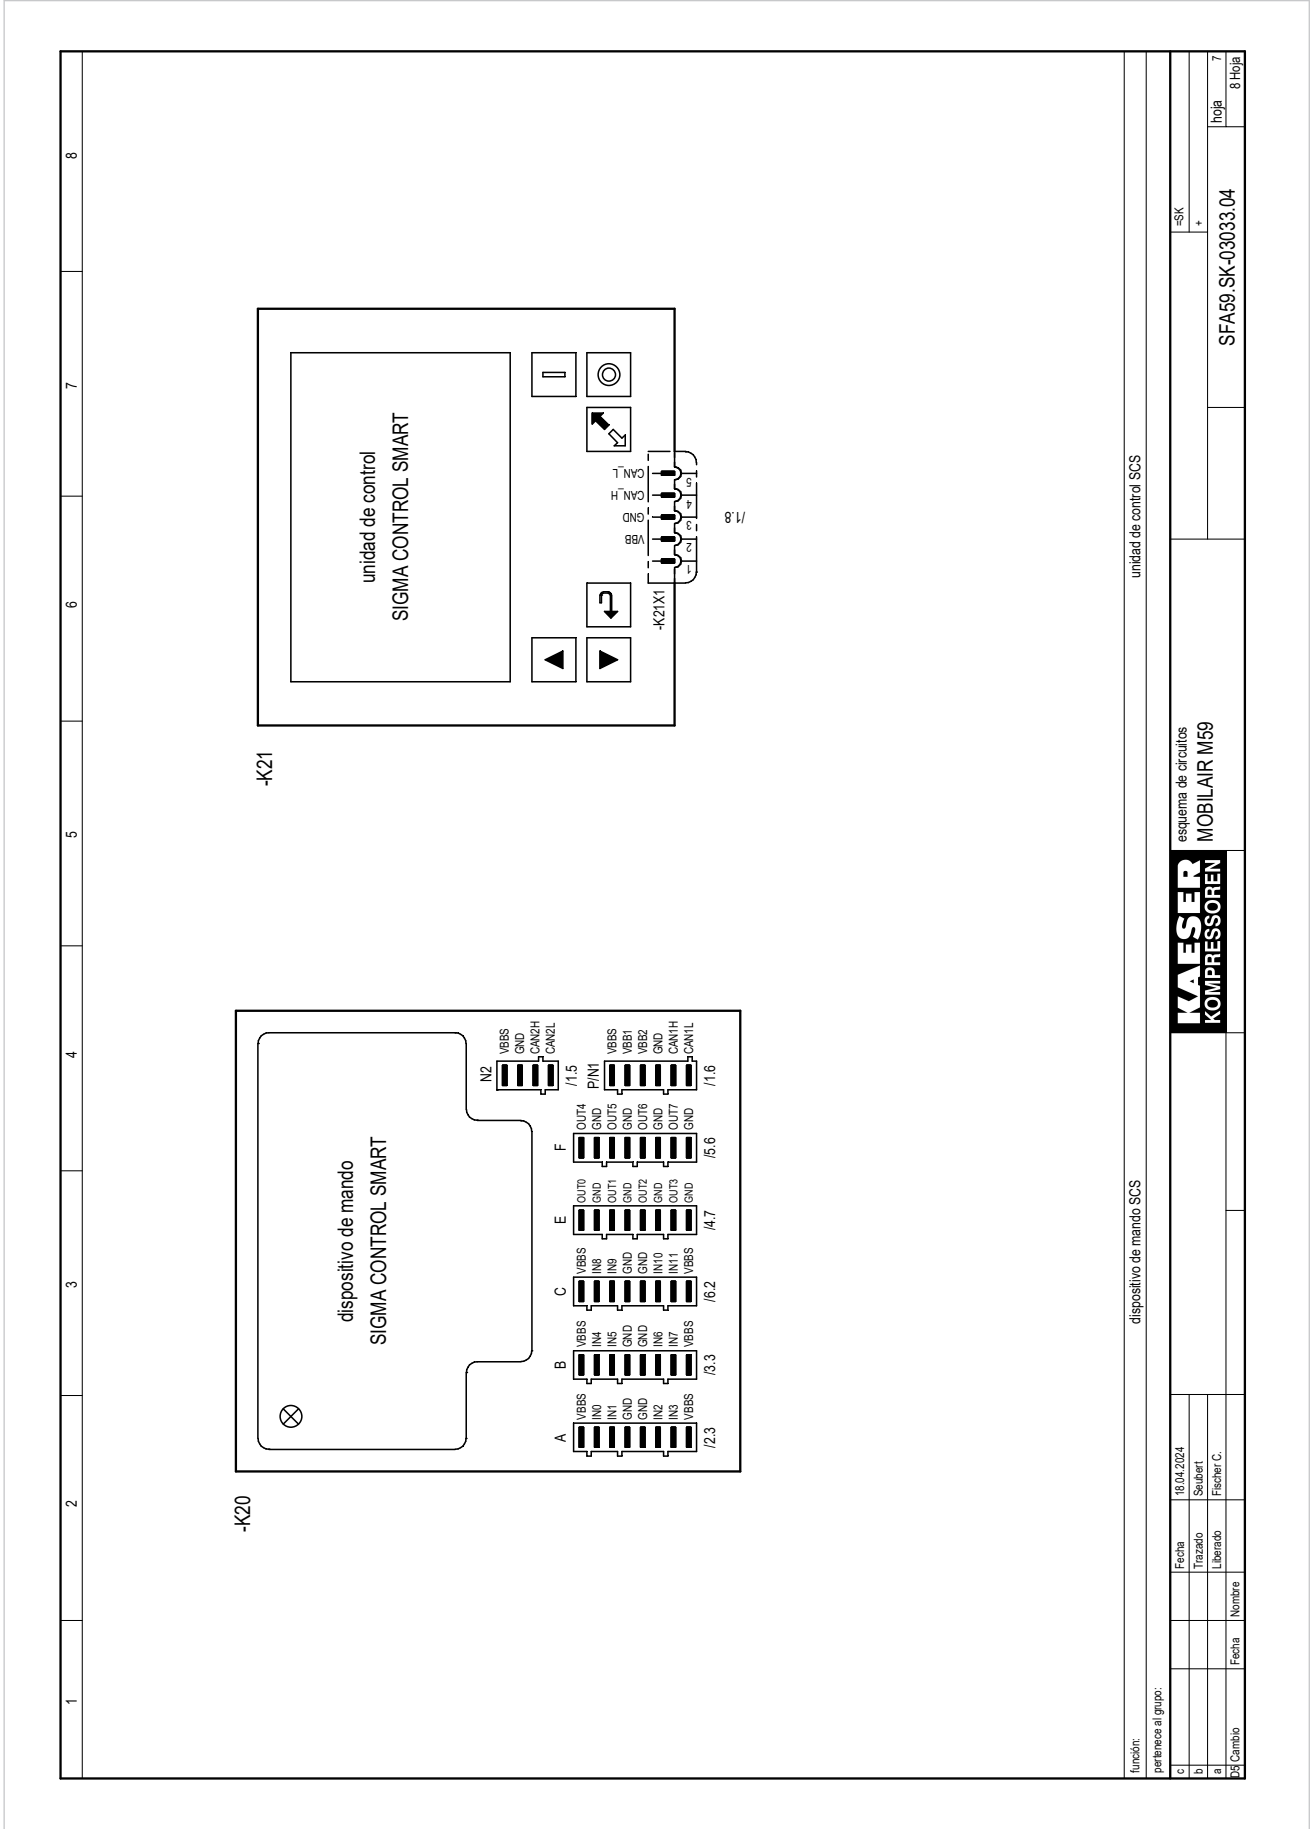 1
2
3
4
5
6
7
8
-K20
dispositivo de mando
SIGMA CONTROL SMART
N2
VBBS
GND
CAN2H
CAN2L
/1.5
P/N1
VBBS
VBB1
VBB2
GND
CAN1H
CAN1L
/1.6
A
VBBS
IN0
IN1
GND
GND
IN2
IN3
VBBS
/2.3
B
VBBS
IN4
IN5
GND
GND
IN6
IN7
VBBS
/3.3
C
VBBS
IN8
IN9
GND
GND
IN10
IN11
VBBS
/6.2
E
OUT0
GND
OUT1
GND
OUT2
GND
OUT3
GND
/4.7
F
OUT4
GND
OUT5
GND
OUT6
GND
OUT7
GND
/5.6
-K21
unidad de control
SIGMA CONTROL SMART
-K21X1
VBB
GND
CAN_H
CAN_L
1
2
3
4
5
/1.8
función:
dispositivo de mando SCS
unidad de control SCS
pertenece al grupo:
c
b
a
D5 Cambio
Fecha
Nombre
Fecha
18.04.2024
Trazado
Seubert
Liberado
Fischer C.
KAESER
KOMPRESSOREN
esquema de circuitos
MOBILAIR M59
=SK
+
SFA59.SK-03033.04
hoja
7
8 Hoja